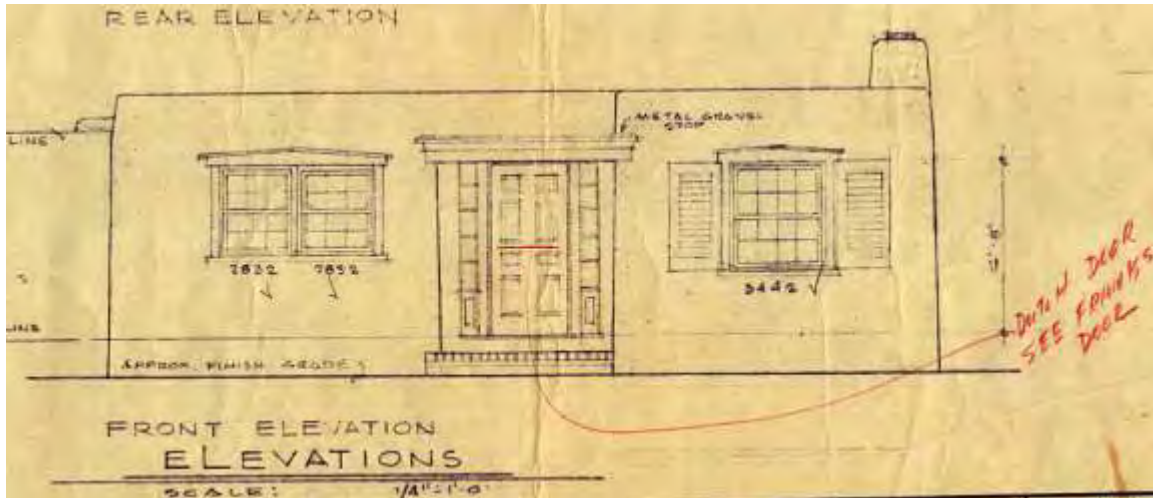 REAR ELEVATION
METAL GRAVEL
STOP
LINE
2832 2832
3442
LINE
APPROX. FINISH GRADE
DUTCH DOOR
SEE
DOOR
FRONT ELEVATION
ELEVATIONS
SCALE: 1/4"=1'-0"